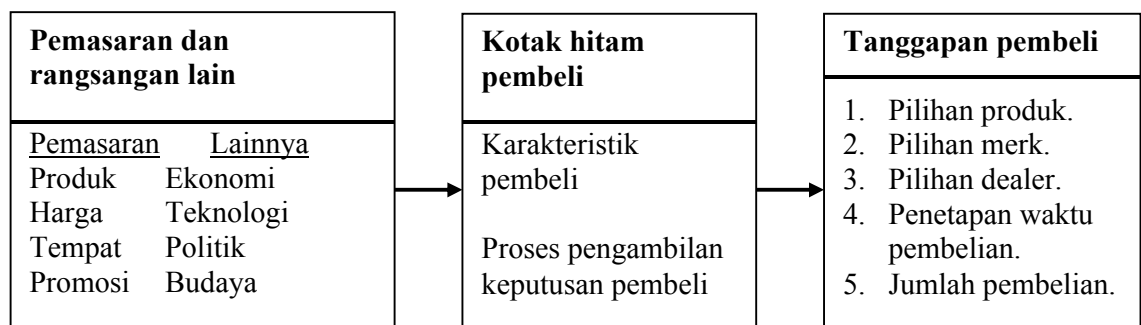 Pemasaran dan
rangsangan lain
Pemasaran Lainnya
Produk Ekonomi
Harga Teknologi
Tempat Politik
Promosi Budaya
Kotak hitam
pembeli
Karakteristik
pembeli
Proses pengambilan
keputusan pembeli
Tanggapan pembeli
1. Pilihan produk.
2. Pilihan merk.
3. Pilihan dealer.
4. Penetapan waktu
pembelian.
5. Jumlah pembelian.